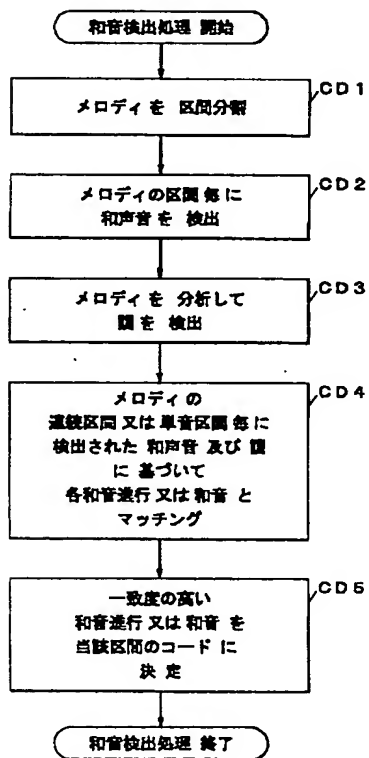 和音検出処理 開始
CD1
メロディを 区間分割
CD2
メロディの区間 毎に
和声音を 検出
CD3
メロディを 分析して
調を 検出
CD4
メロディの
連続区間 又は 単音区間 毎に
検出された 和声音 及び 調
に 基づいて
各和音進行 又は 和音 と
マッチング
CD5
一致度の高い
和音進行 又は 和音 を
当該区間のコード に
決 定
和音検出処理 終了